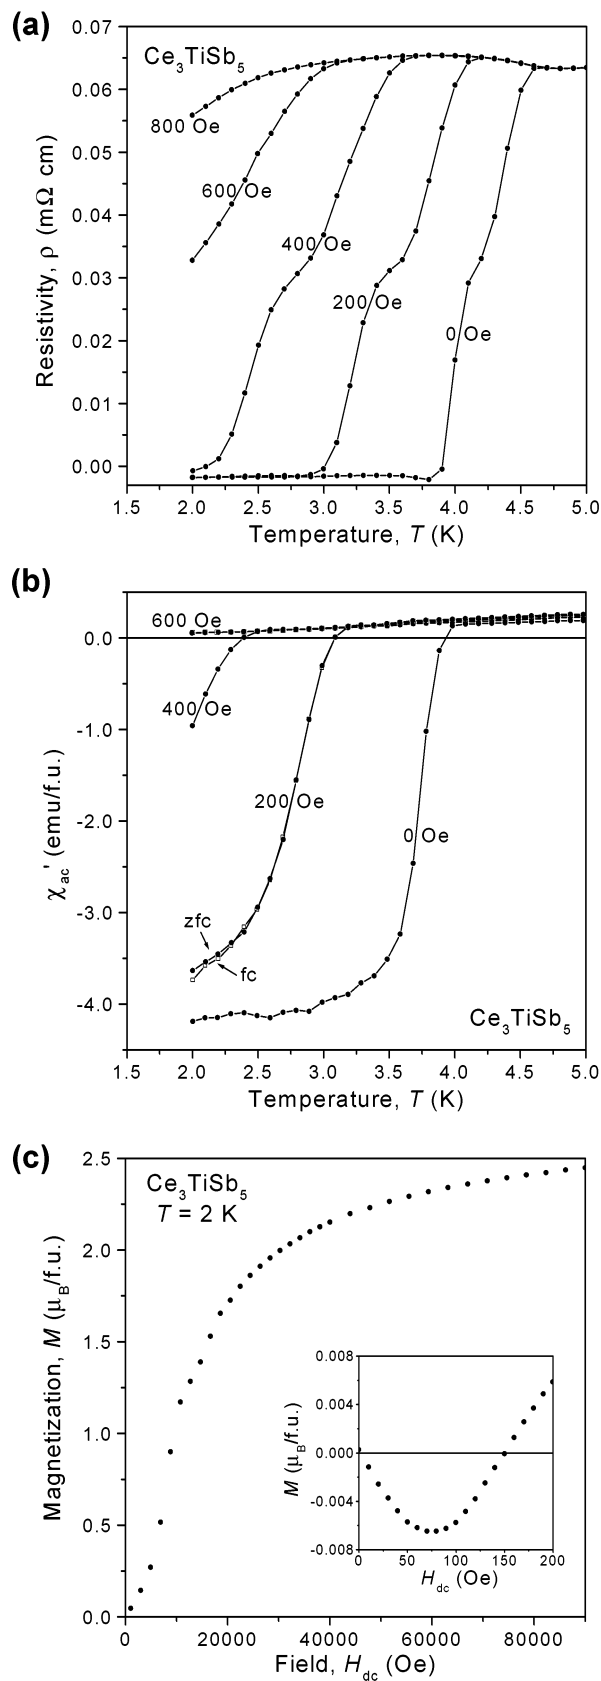 (a)
0.07
0.06
0.05
0.04
0.03
0.02
0.01
0.00
Resistivity, ρ (mΩ cm)
Ce3TiSb5
800 Oe
600 Oe
400 Oe
200 Oe
0 Oe
1.5 2.0 2.5 3.0 3.5 4.0 4.5 5.0
Temperature, T (K)
(b)
0.0
-1.0
-2.0
-3.0
-4.0
χac' (emu/f.u.)
600 Oe
400 Oe
200 Oe
0 Oe
zfc
fc
Ce3TiSb5
1.5 2.0 2.5 3.0 3.5 4.0 4.5 5.0
Temperature, T (K)
(c)
2.5
2.0
1.5
1.0
0.5
0.0
Magnetization, M (μB/f.u.)
Ce3TiSb5
T = 2 K
0.008
0.004
0.000
-0.004
-0.008
M (μB/f.u.)
0 50 100 150 200
Hdc (Oe)
0 20000 40000 60000 80000
Field, Hdc (Oe)